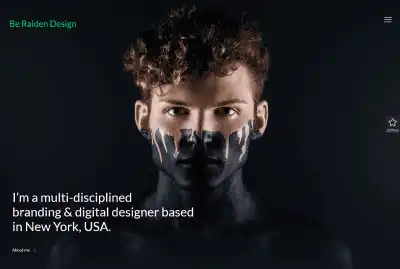 Be Raiden Design
I'm a multi-disciplined
branding & digital designer based
in New York, USA.
About me